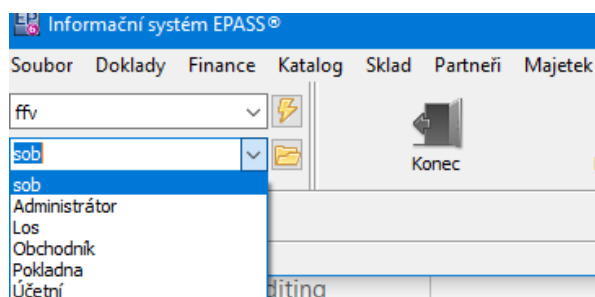 Informační systém EPASS®
Soubor Doklady Finance Katalog Sklad Partneři Majetek
ffv
sob
Konec
sob
Administrátor
Los
Obchodník
Pokladna
Účetní
diting